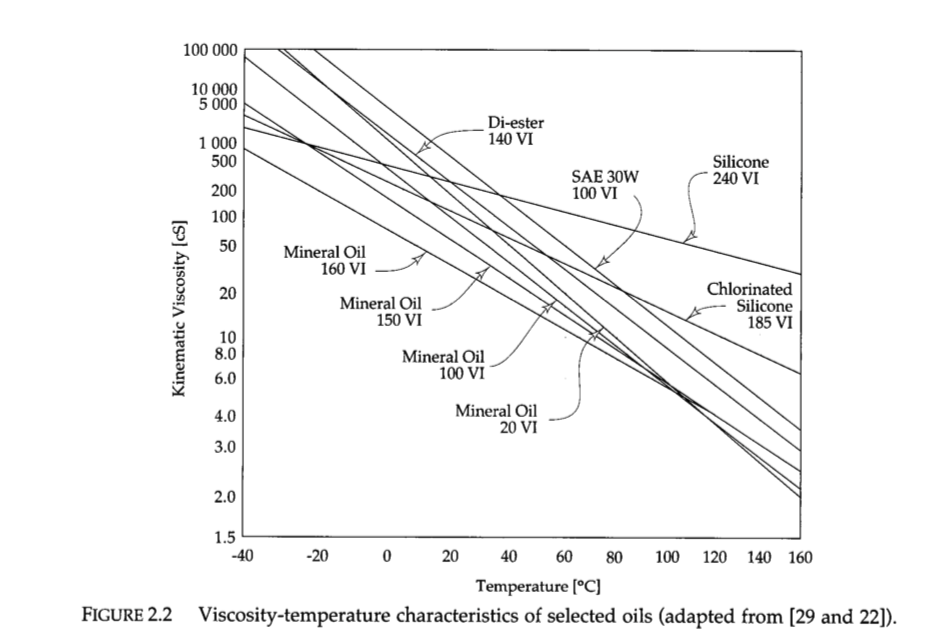 100 000
10 000
5 000
1 000
500
200
100
50
20
10
8.0
6.0
4.0
3.0
2.0
1.5
Kinematic Viscosity [cS]
Di-ester
140 VI
SAE 30W
100 VI
Silicone
240 VI
Mineral Oil
160 VI
Mineral Oil
150 VI
Chlorinated
Silicone
185 VI
Mineral Oil
100 VI
Mineral Oil
20 VI
-40 -20 0 20 40 60 80 100 120 140 160
Temperature [°C]
FIGURE 2.2 Viscosity-temperature characteristics of selected oils (adapted from [29 and 22]).